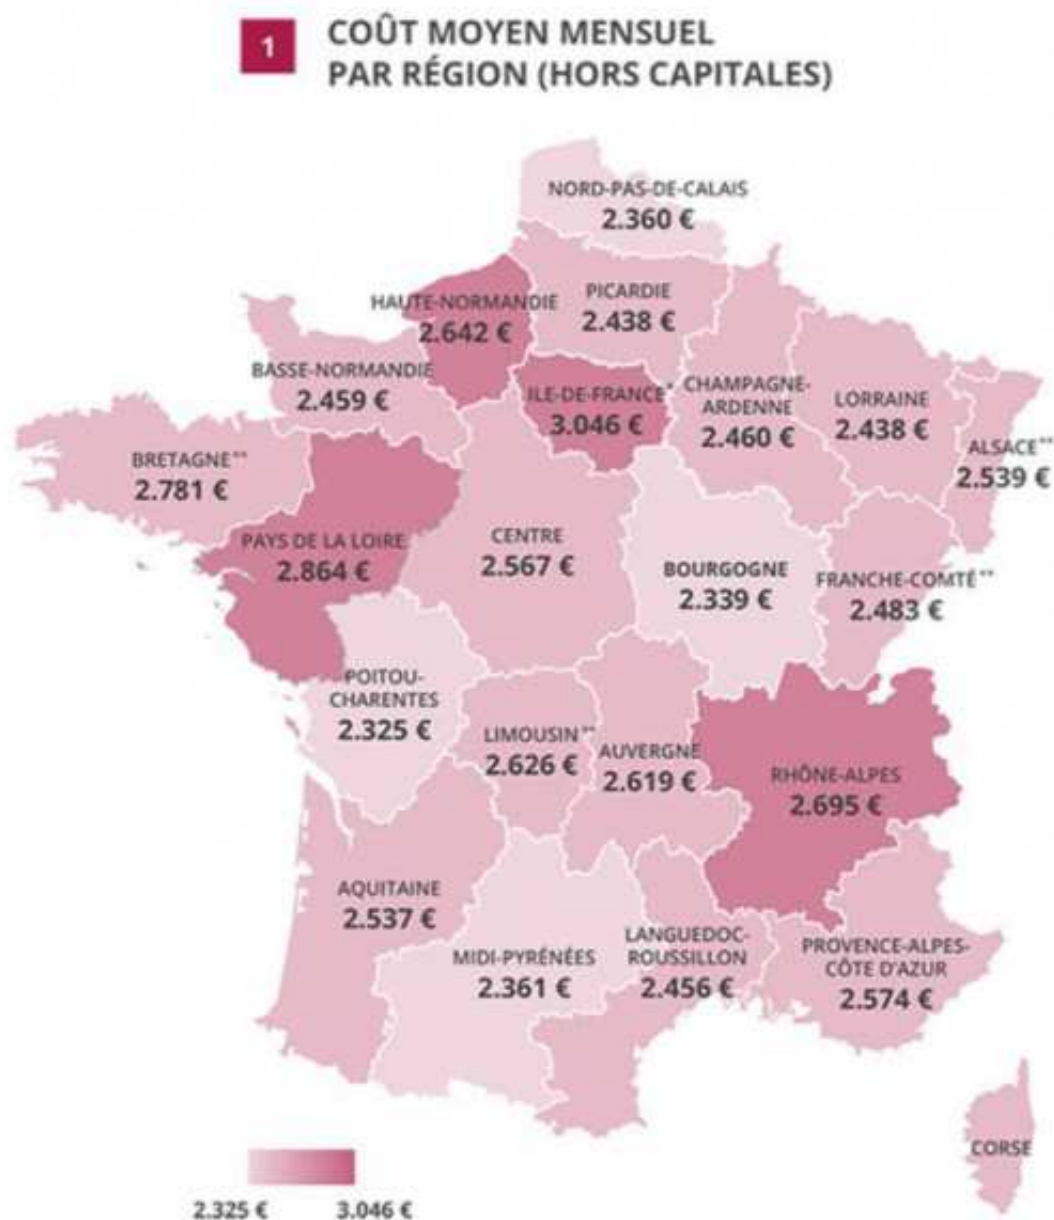 1
COÛT MOYEN MENSUEL
PAR RÉGION (HORS CAPITALES)
NORD-PAS-DE-CALAIS
2.360 €
PICARDIE
2.438 €
HAUTE-NORMANDIE
2.642 €
BASSE-NORMANDIE
2.459 €
ILE-DE-FRANCE*
3.046 €
CHAMPAGNE-
ARDENNE
2.460 €
LORRAINE
2.438 €
ALSACE**
2.539 €
BRETAGNE**
2.781 €
PAYS DE LA LOIRE
2.864 €
CENTRE
2.567 €
BOURGOGNE
2.339 €
FRANCHE-COMTÉ**
2.483 €
POITOU-
CHARENTES
2.325 €
LIMOUSIN**
2.626 €
AUVERGNE
2.619 €
RHÔNE-ALPES
2.695 €
AQUITAINE
2.537 €
MIDI-PYRÉNÉES
2.361 €
LANGUEDOC-
ROUSSILLON
2.456 €
PROVENCE-ALPES-
CÔTE D'AZUR
2.574 €
CORSE
2.325 €
3.046 €